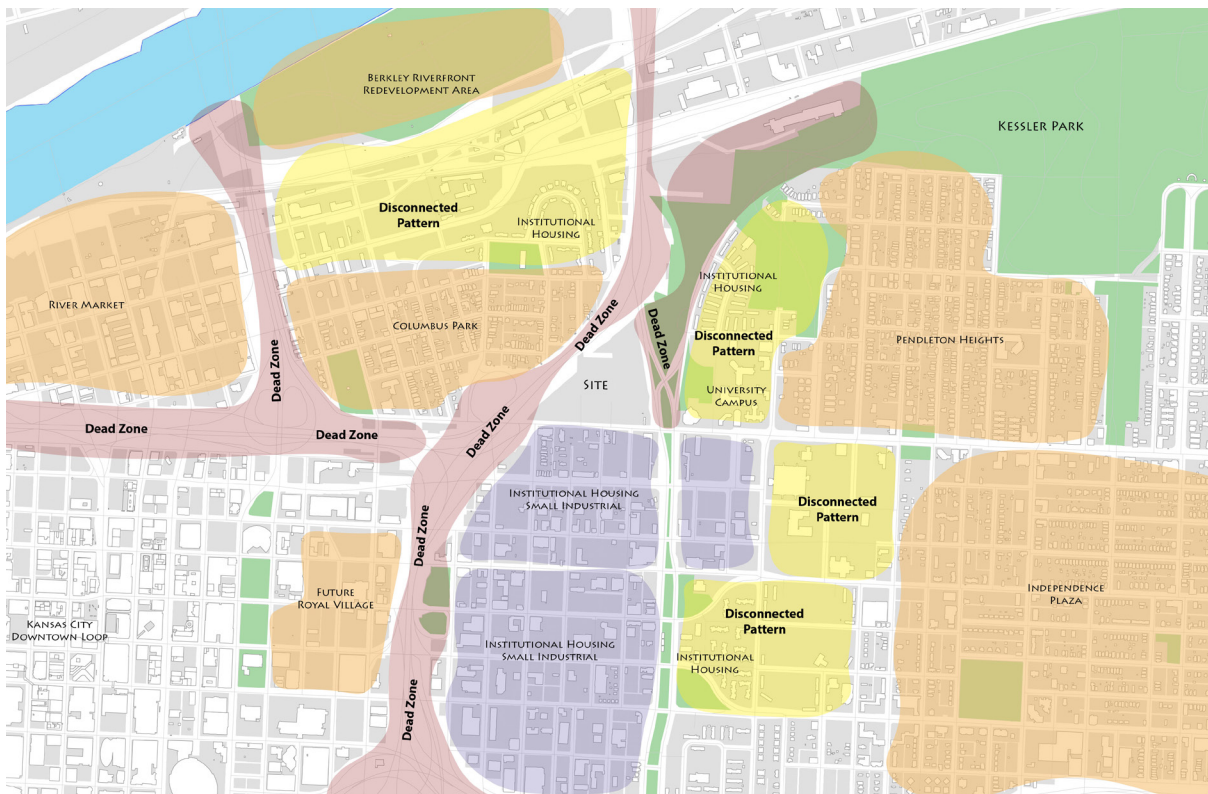 Berkley Riverfront
Redevelopment Area
Kessler Park
Disconnected
Pattern
Institutional
Housing
River Market
Columbus Park
Dead Zone
Dead Zone
Dead Zone
Institutional
Housing
Disconnected
Pattern
University
Campus
Pendleton Heights
Site
Dead Zone
Dead Zone
Dead Zone
Institutional Housing
Small Industrial
Disconnected
Pattern
Dead Zone
Future
Royal Village
Kansas City
Downtown Loop
Institutional Housing
Small Industrial
Disconnected
Pattern
Institutional
Housing
Independence
Plaza
Dead Zone